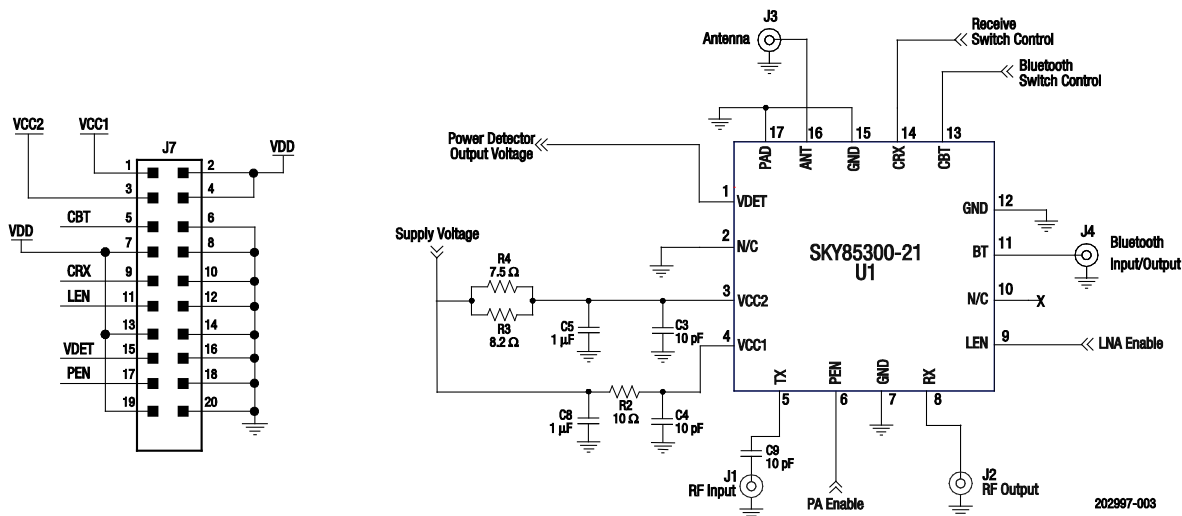 J3
Antenna
Receive
Switch Control
Bluetooth
Switch Control
VCC2
VCC1
J7
VDD
1
2
3
4
CBT
5
6
VDD
7
8
CRX
9
10
LEN
11
12
13
14
VDET
15
16
PEN
17
18
19
20
Power Detector
Output Voltage
17
16
15
14
13
PAD
ANT
GND
CRX
CBT
1
VDET
2
N/C
3
VCC2
4
VCC1
SKY85300-21
U1
GND
12
BT
11
N/C
10
X
LEN
9
LNA Enable
J4
Bluetooth
Input/Output
Supply Voltage
R4
7.5 Ω
R3
8.2 Ω
C5
1 µF
C3
10 pF
C8
1 µF
R2
10 Ω
C4
10 pF
TX
PEN
GND
RX
5
6
7
8
C9
10 pF
J1
RF Input
PA Enable
J2
RF Output
202997-003